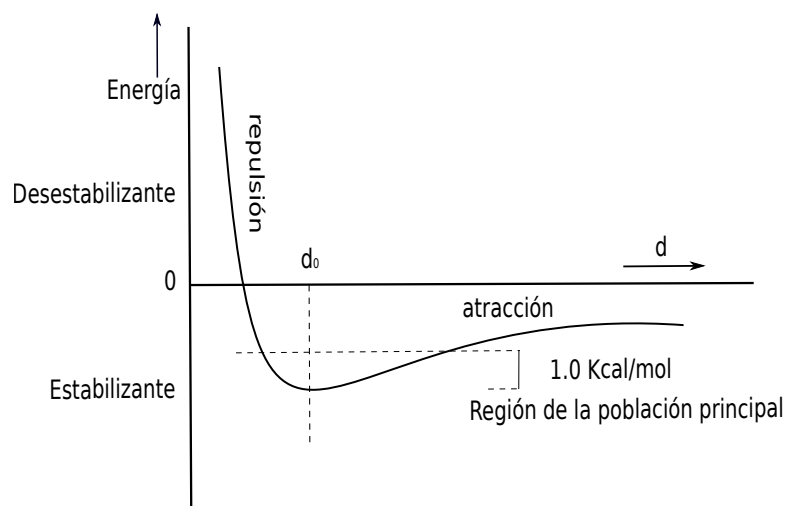 Energía
repulsión
Desestabilizante
d
d₀
0
atracción
1.0 Kcal/mol
Estabilizante
Región de la población principal